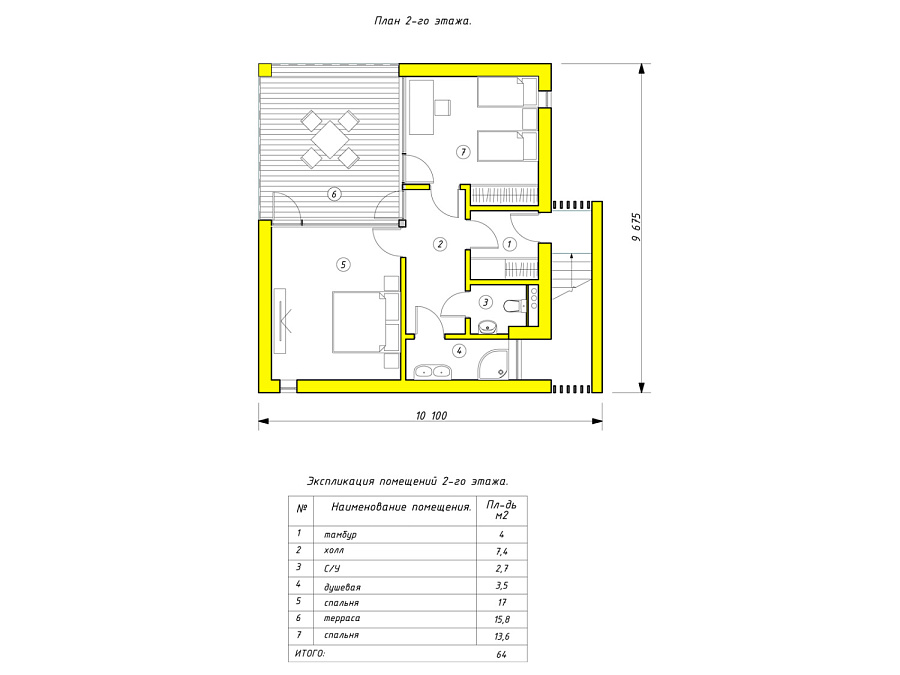 План 2-го этажа.
7
6
2
1
5
3
4
9 675
10 100
Экспликация помещений 2-го этажа.
№ Наименование помещения. Пл-дь м2
1 тамбур 4
2 холл 7,4
3 С/У 2,7
4 душевая 3,5
5 спальня 17
6 терраса 15,8
7 спальня 13,6
ИТОГО: 64